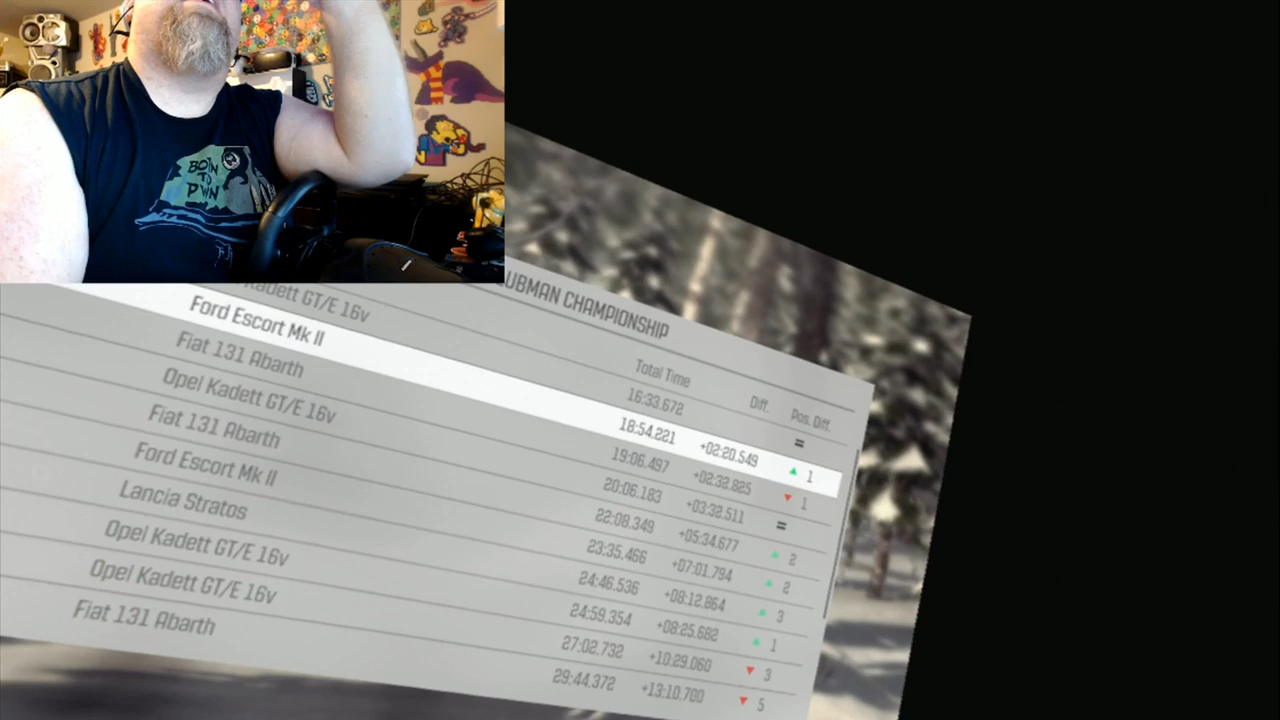 BORN
TO
PWN
UBMAN CHAMPIONSHIP
Total Time Diff. Pos. Diff.
Kadett GT/E 16v 16:33.672 =
Ford Escort Mk II 18:54.221 +02:20.549 1
Fiat 131 Abarth 19:06.497 +02:32.825 1
Opel Kadett GT/E 16v 20:06.183 +03:32.511 =
Fiat 131 Abarth 22:08.349 +05:34.677 2
Ford Escort Mk II 23:35.466 +07:01.794 2
Lancia Stratos 24:46.536 +08:12.864 3
Opel Kadett GT/E 16v 24:59.354 +08:25.682 1
Opel Kadett GT/E 16v 27:02.732 +10:29.060 3
Fiat 131 Abarth 29:44.372 +13:10.700 5